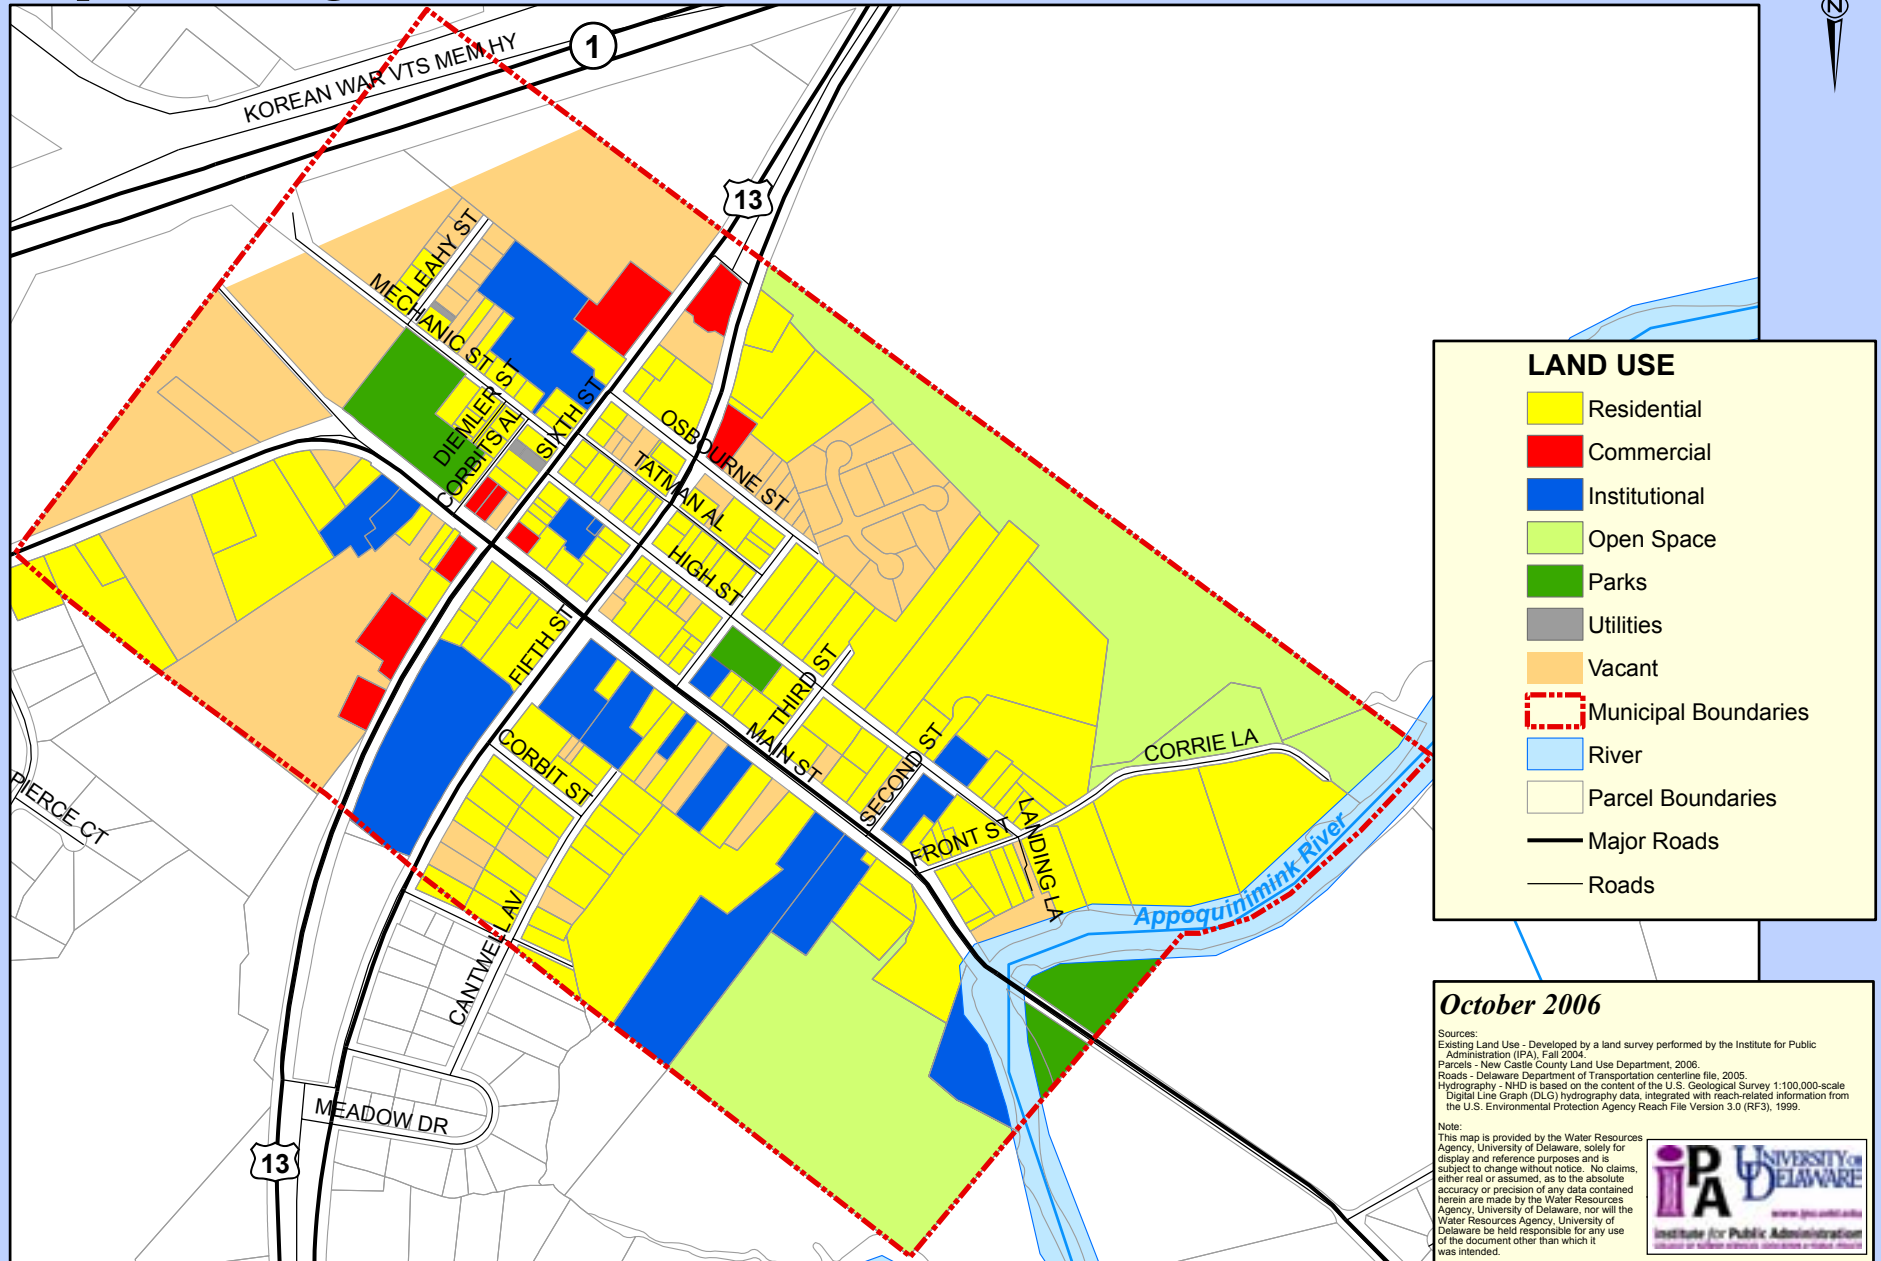 N
KOREAN WAR VTS MEM HY
1
13
LEAHY ST
MECHANIC ST
DIEMLER ST
CORBITS AL
SIXTH ST
OSBOURNE ST
TATMAN AL
HIGH ST
FIFTH ST
THIRD ST
MAIN ST
CORBIT ST
SECOND ST
CORRIE LA
FRONT ST
LANDING LA
Appoquinimink River
PIERCE CT
CANTWELL AV
MEADOW DR
13
LAND USE
Residential
Commercial
Institutional
Open Space
Parks
Utilities
Vacant
Municipal Boundaries
River
Parcel Boundaries
Major Roads
Roads
October 2006
Sources:
Existing Land Use - Developed by a land survey performed by the Institute for Public
Administration (IPA), Fall 2004.
Parcels - New Castle County Land Use Department, 2006.
Roads - Delaware Department of Transportation centerline file, 2005.
Hydrography - NHD is based on the content of the U.S. Geological Survey 1:100,000-scale
Digital Line Graph (DLG) hydrography data, integrated with reach-related information from
the U.S. Environmental Protection Agency Reach File Version 3.0 (RF3), 1999.
Note:
This map is provided by the Water Resources
Agency, University of Delaware, solely for
display and reference purposes and is
subject to change without notice. No claims,
either real or assumed, as to the absolute
accuracy or precision of any data contained
herein are made by the Water Resources
Agency, University of Delaware, nor will the
Water Resources Agency, University of
Delaware be held responsible for any use
of the document other than which it
was intended.
iPA
UNIVERSITY OF
DELAWARE
www.ipa.udel.edu
Institute for Public Administration